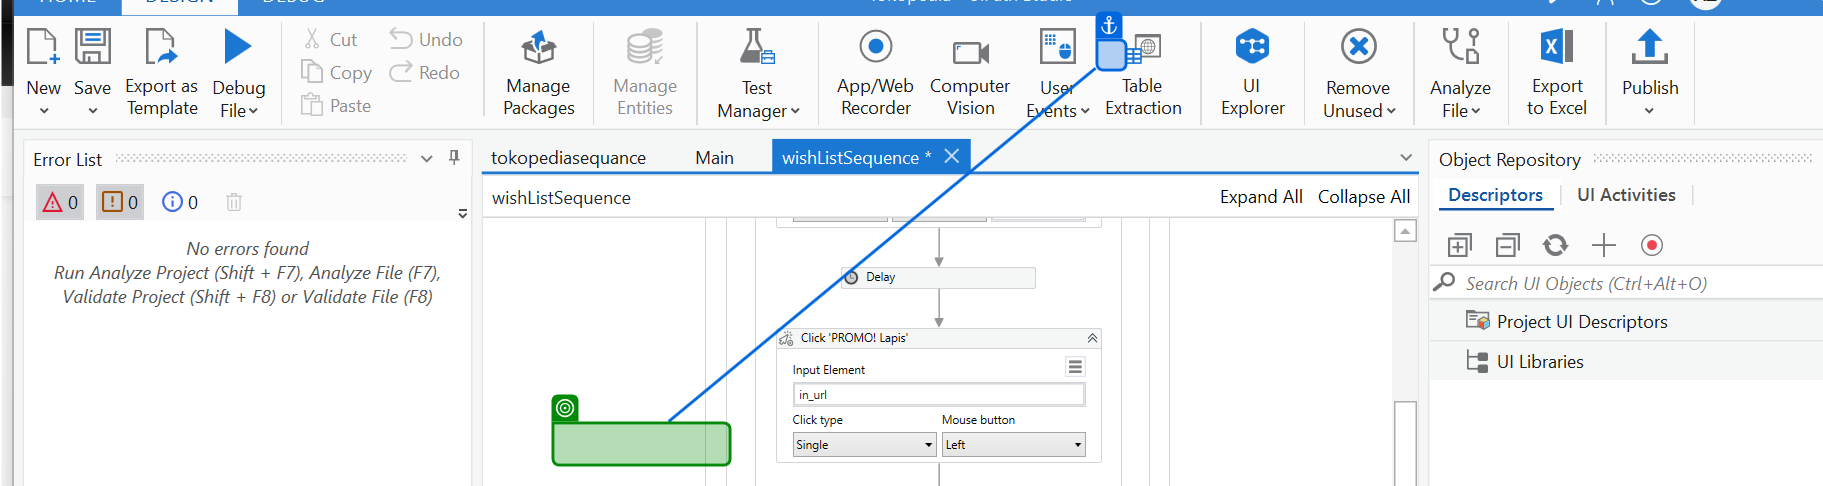 New
Save
Export as
Template
Debug
File
Cut
Copy
Paste
Undo
Redo
Manage
Packages
Manage
Entities
Test
Manager
App/Web
Recorder
Computer
Vision
User
Events
Table
Extraction
UI
Explorer
Remove
Unused
Analyze
File
Export
to Excel
Publish
Error List
0
0
0
No errors found
Run Analyze Project (Shift + F7), Analyze File (F7),
Validate Project (Shift + F8) or Validate File (F8)
tokopediasequance
Main
wishListSequence *
wishListSequence
Expand All
Collapse All
Delay
Click 'PROMO! Lapis'
Input Element
in_url
Click type
Mouse button
Single
Left
Object Repository
Descriptors
UI Activities
Search UI Objects (Ctrl+Alt+O)
Project UI Descriptors
UI Libraries